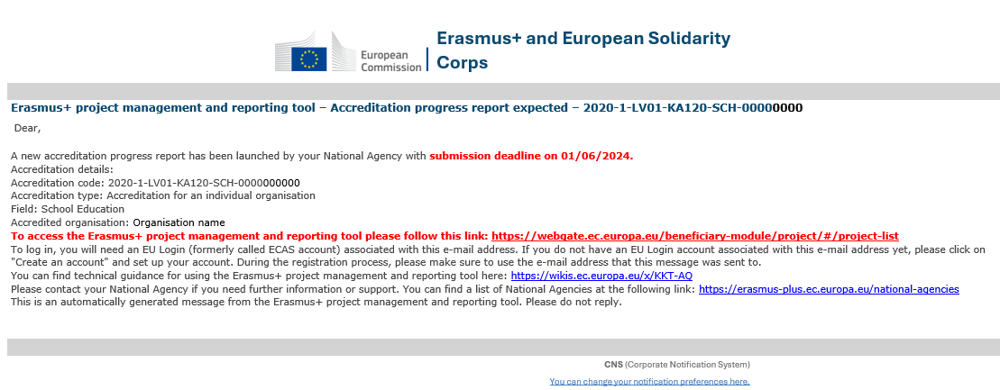 European
Commission
Erasmus+ and European Solidarity
Corps
Erasmus+ project management and reporting tool – Accreditation progress report expected – 2020-1-LV01-KA120-SCH-00000000
Dear,
A new accreditation progress report has been launched by your National Agency with submission deadline on 01/06/2024.
Accreditation details:
Accreditation code: 2020-1-LV01-KA120-SCH-0000000000
Accreditation type: Accreditation for an individual organisation
Field: School Education
Accredited organisation: Organisation name
To access the Erasmus+ project management and reporting tool please follow this link: https://webgate.ec.europa.eu/beneficiary-module/project/#/project-list
To log in, you will need an EU Login (formerly called ECAS account) associated with this e-mail address. If you do not have an EU Login account associated with this e-mail address yet, please click on
"Create an account" and set up your account. During the registration process, please make sure to use the e-mail address that this message was sent to.
You can find technical guidance for using the Erasmus+ project management and reporting tool here: https://wikis.ec.europa.eu/x/KKT-AQ
Please contact your National Agency if you need further information or support. You can find a list of National Agencies at the following link: https://erasmus-plus.ec.europa.eu/national-agencies
This is an automatically generated message from the Erasmus+ project management and reporting tool. Please do not reply.
CNS (Corporate Notification System)
You can change your notification preferences here.